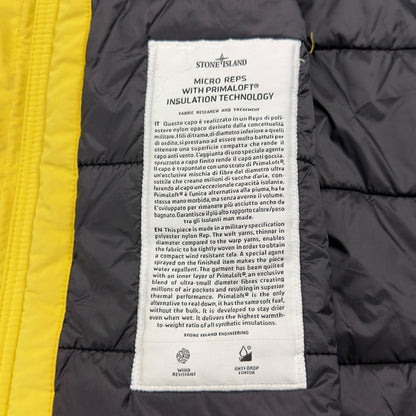 STONE ISLAND
MICRO REPS
WITH PRIMALOFT®
INSULATION TECHNOLOGY
FABRIC RESEARCH AND TREATMENT
IT Questo capo è realizzato in un Reps di poli-
estere nylon opaco derivato dalla concettualità
militare. I fili di trama, di diametro inferiore a quelli
di ordito, si prestano ad essere molto battuti per
ottenere una superficie compatta che rende il
capo anti vento. L'aggiunta di uno speciale agente
spruzzato a capo finito rende il capo anti goccia.
Il capo è trapuntato con uno strato di PrimaLoft®,
un'esclusiva mischia di fibre dal diametro ultra
sottile che creano milioni di sacche d'aria, con-
ferendo al capo un'eccezionale capacità isolante.
PrimaLoft® è l'unica alternativa alla piuma, ha la
stessa mano morbida, ma senza averne il volume.
È sviluppato per rimanere più asciutto anche da
bagnato. Garantisce il più alto rapporto calore/peso
tra gli isolanti man made.
EN This piece is made in a military specification
polyester nylon Rep. The weft yarns, thinner in
diameter compared to the warp yarns, enables
the fabric to be tightly woven in order to obtain
a compact wind resistant tela. A special agent
sprayed on the finished item makes the piece
water repellent. The garment has been quilted
with an inner layer of PrimaLoft®, an exclusive
blend of ultra-small diameter fibres creating
millions of air pockets and resulting in superior
thermal performance. PrimaLoft® is the only
alternative to real down, it has the same soft feel,
without the bulk. It is developed to stay drier
even when wet. It delivers the highest warmth-
to-weight ratio of all synthetic insulations.
STONE ISLAND ENGINEERING
WIND
RESISTANT
ANTI-DROP
FINISH